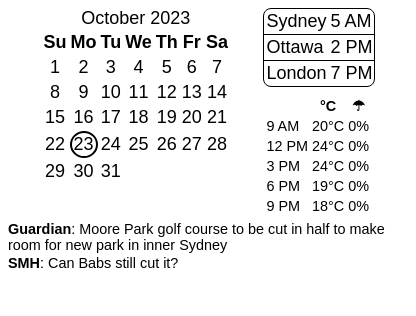 October 2023
Su Mo Tu We Th Fr Sa
1 2 3 4 5 6 7
8 9 10 11 12 13 14
15 16 17 18 19 20 21
22 23 24 25 26 27 28
29 30 31
Sydney 5 AM
Ottawa 2 PM
London 7 PM
°C ☂
9 AM 20°C 0%
12 PM 24°C 0%
3 PM 24°C 0%
6 PM 19°C 0%
9 PM 18°C 0%
Guardian: Moore Park golf course to be cut in half to make
room for new park in inner Sydney
SMH: Can Babs still cut it?